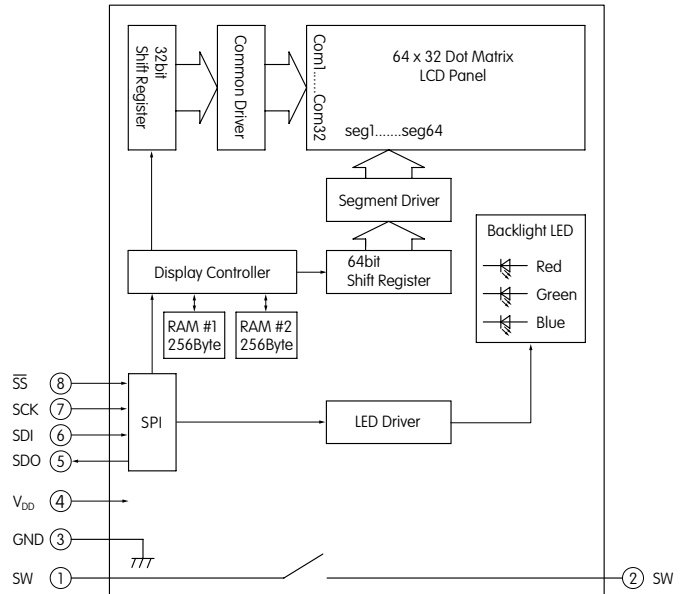 32bit
Shift Register
Common Driver
Com1......Com32
64 x 32 Dot Matrix
LCD Panel
seg1.......seg64
Segment Driver
Backlight LED
Red
Green
Blue
Display Controller
64bit
Shift Register
RAM #1
256Byte
RAM #2
256Byte
SS 8
SCK 7
SDI 6
SDO 5
SPI
LED Driver
VDD 4
GND 3
SW 1
2 SW